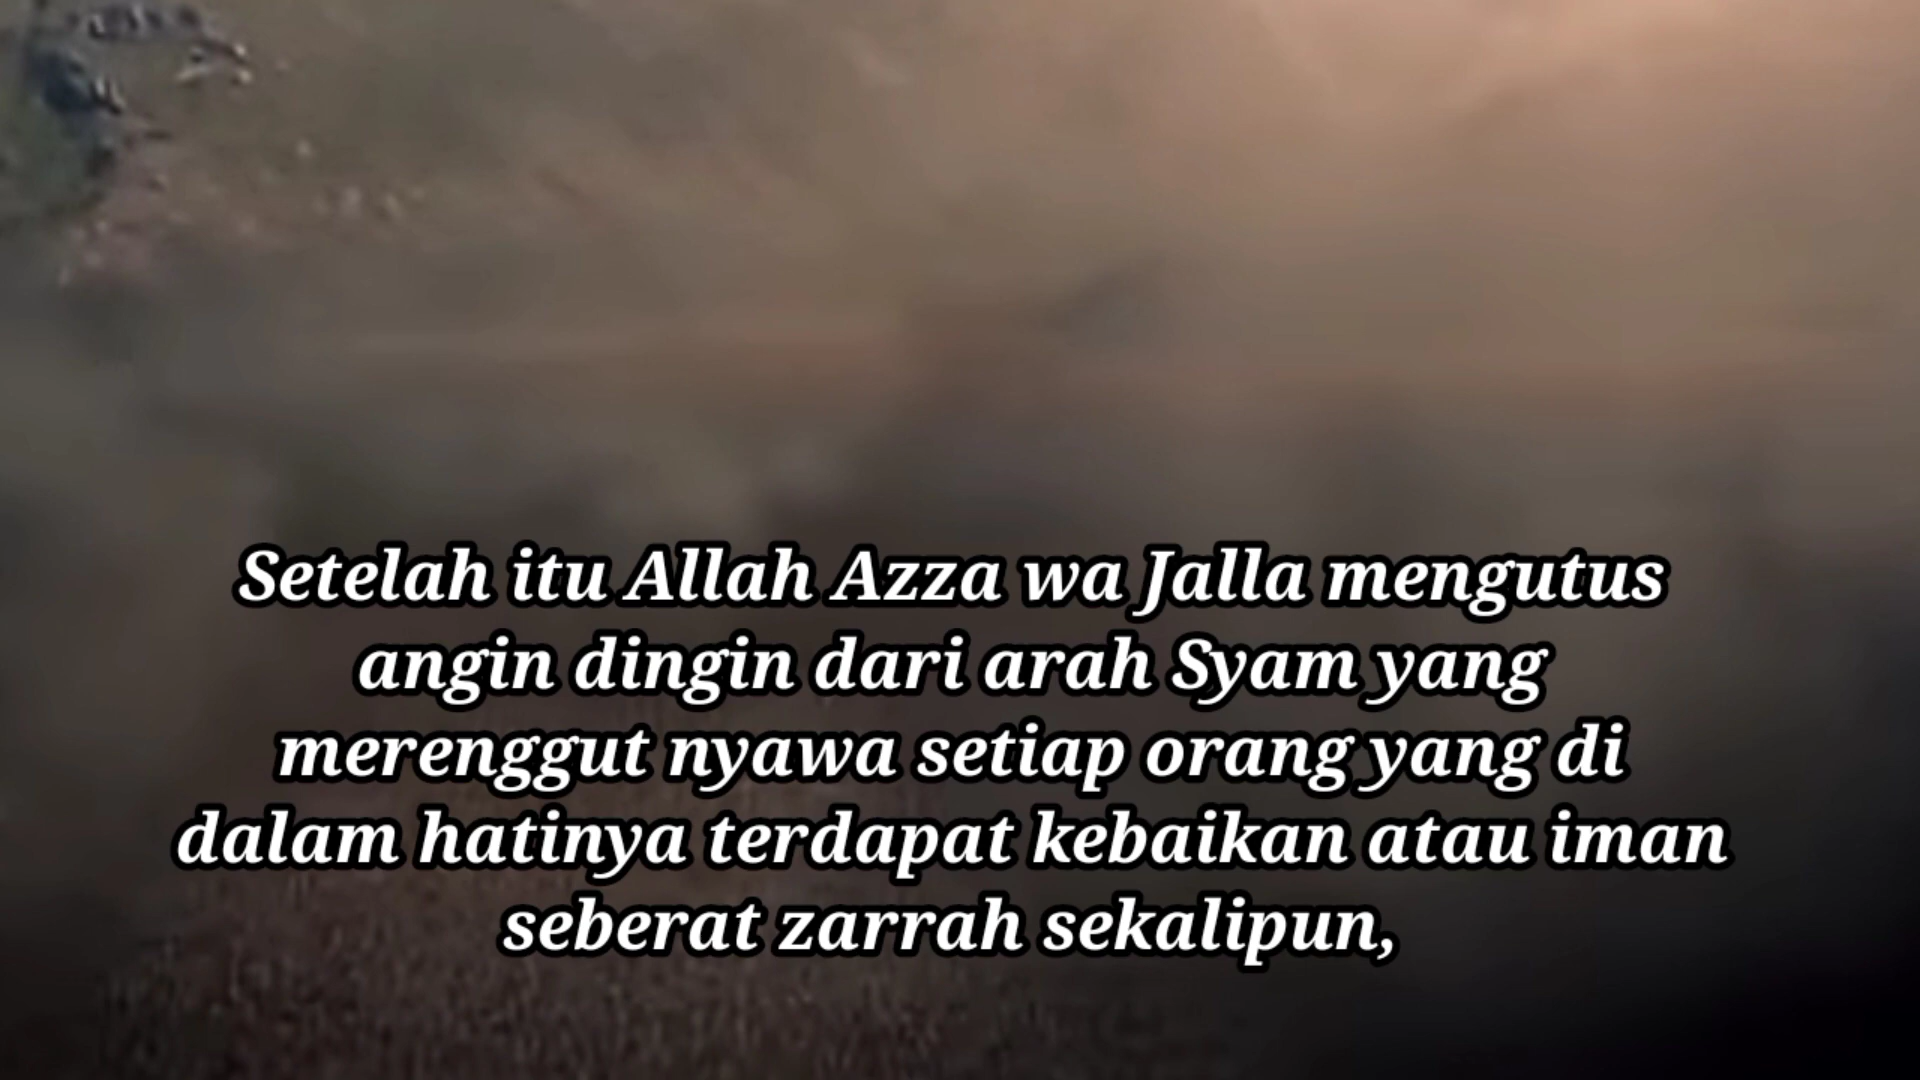 Setelah itu Allah Azza wa Jalla mengutus
angin dingin dari arah Syam yang
merenggut nyawa setiap orang yang di
dalam hatinya terdapat kebaikan atau iman
seberat zarrah sekalipun,